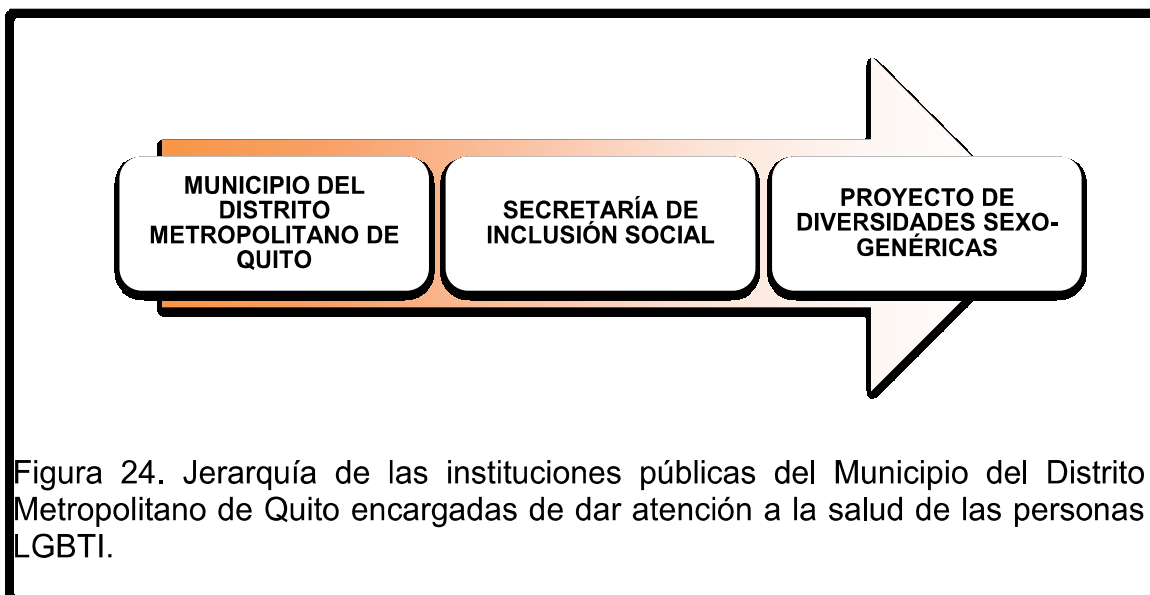 MUNICIPIO DEL
DISTRITO
METROPOLITANO DE
QUITO
SECRETARÍA DE
INCLUSIÓN SOCIAL
PROYECTO DE
DIVERSIDADES SEXO-
GENÉRICAS
Figura 24. Jerarquía de las instituciones públicas del Municipio del Distrito
Metropolitano de Quito encargadas de dar atención a la salud de las personas
LGBTI.